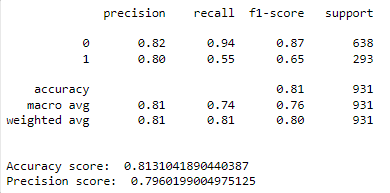 precision recall f1-score support
0 0.82 0.94 0.87 638
1 0.80 0.55 0.65 293
accuracy 0.81 931
macro avg 0.81 0.74 0.76 931
weighted avg 0.81 0.81 0.80 931
Accuracy score: 0.8131041890440387
Precision score: 0.7960199004975125